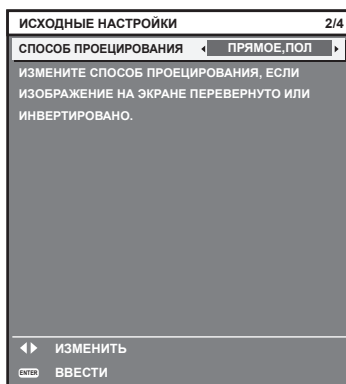 ИСХОДНЫЕ НАСТРОЙКИ 2/4
СПОСОБ ПРОЕЦИРОВАНИЯ ПРЯМОЕ,ПОЛ
ИЗМЕНИТЕ СПОСОБ ПРОЕЦИРОВАНИЯ, ЕСЛИ
ИЗОБРАЖЕНИЕ НА ЭКРАНЕ ПЕРЕВЕРНУТО ИЛИ
ИНВЕРТИРОВАНО.
ИЗМЕНИТЬ
ENTER ВВЕСТИ